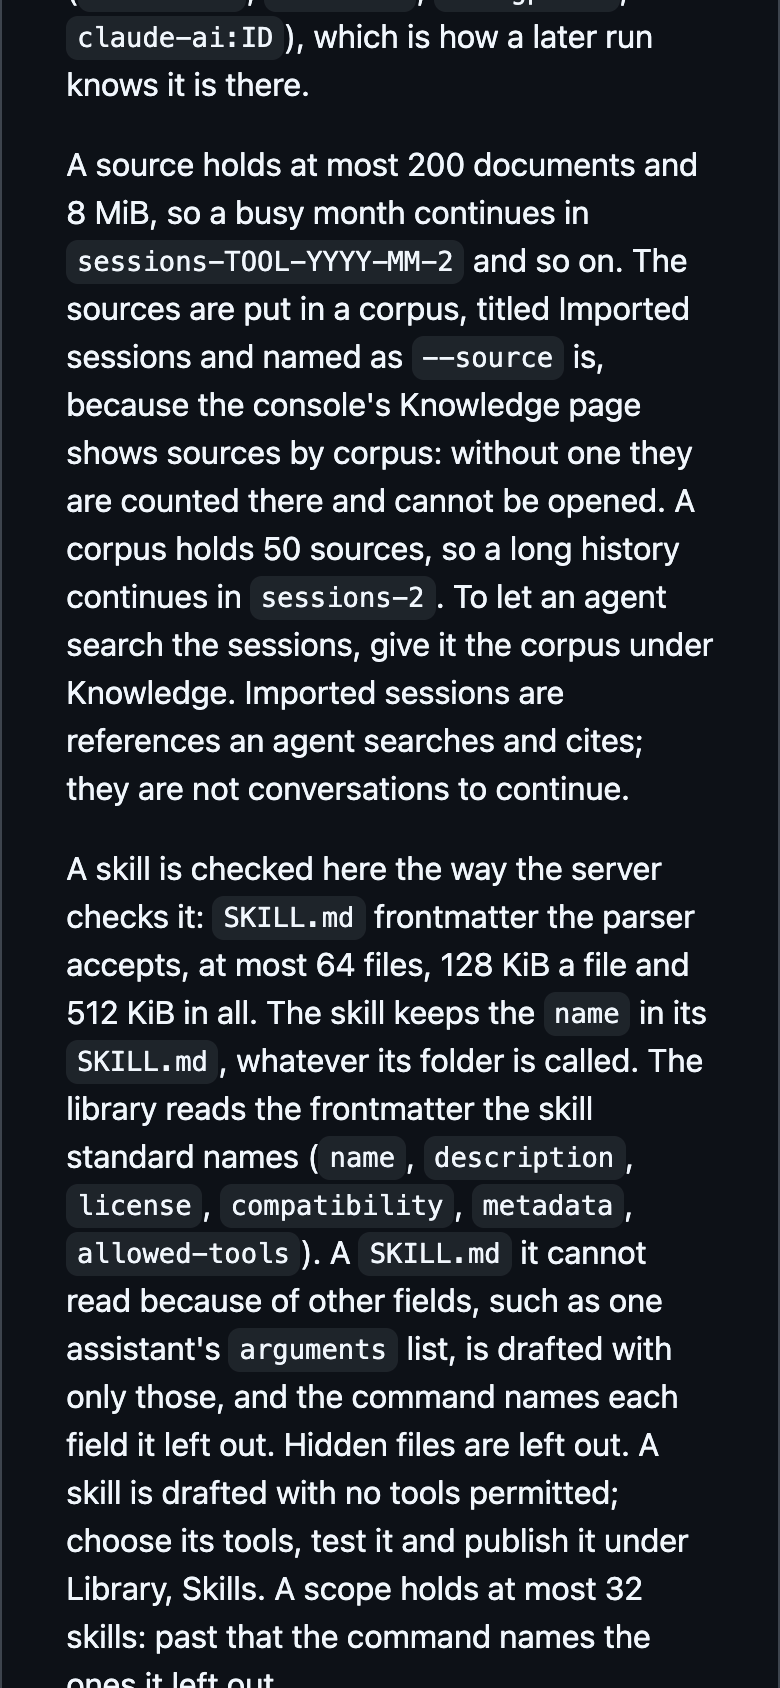 claude-ai:ID), which is how a later run
knows it is there.
A source holds at most 200 documents and
8 MiB, so a busy month continues in
sessions-TOOL-YYYY-MM-2 and so on. The
sources are put in a corpus, titled Imported
sessions and named as --source is,
because the console's Knowledge page
shows sources by corpus: without one they
are counted there and cannot be opened. A
corpus holds 50 sources, so a long history
continues in sessions-2. To let an agent
search the sessions, give it the corpus under
Knowledge. Imported sessions are
references an agent searches and cites;
they are not conversations to continue.
A skill is checked here the way the server
checks it: SKILL.md frontmatter the parser
accepts, at most 64 files, 128 KiB a file and
512 KiB in all. The skill keeps the name in its
SKILL.md, whatever its folder is called. The
library reads the frontmatter the skill
standard names (name, description,
license, compatibility, metadata,
allowed-tools). A SKILL.md it cannot
read because of other fields, such as one
assistant's arguments list, is drafted with
only those, and the command names each
field it left out. Hidden files are left out. A
skill is drafted with no tools permitted;
choose its tools, test it and publish it under
Library, Skills. A scope holds at most 32
skills: past that the command names the
ones it left out